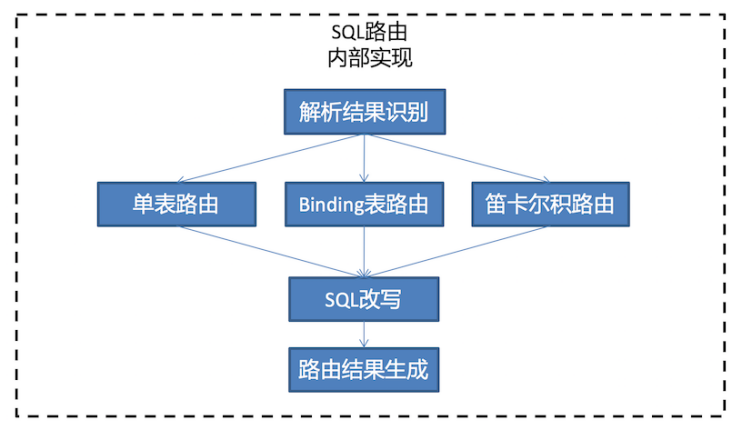 SQL路由
内部实现
解析结果识别
单表路由
Binding表路由
笛卡尔积路由
SQL改写
路由结果生成